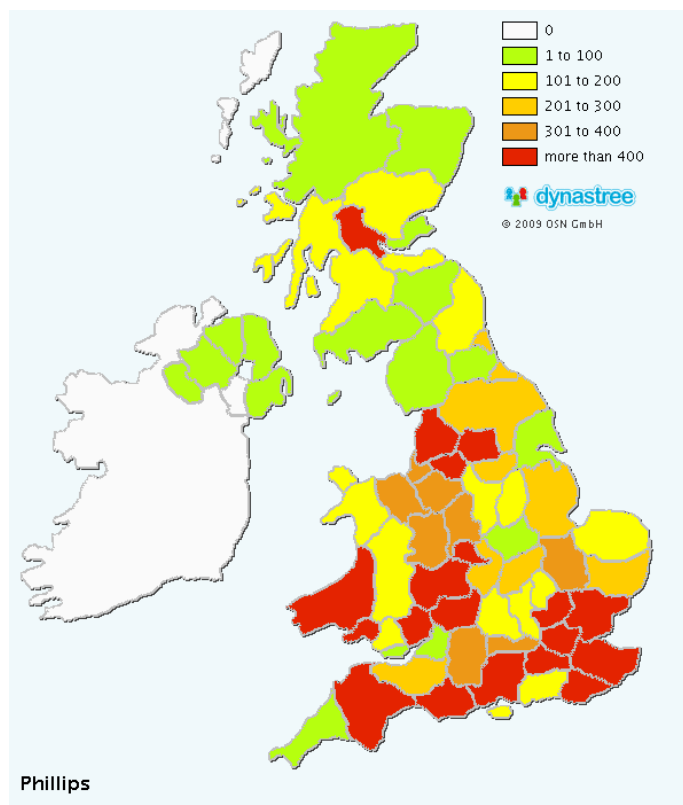 0
1 to 100
101 to 200
201 to 300
301 to 400
more than 400
dynastree
© 2009 OSN GmbH
Phillips